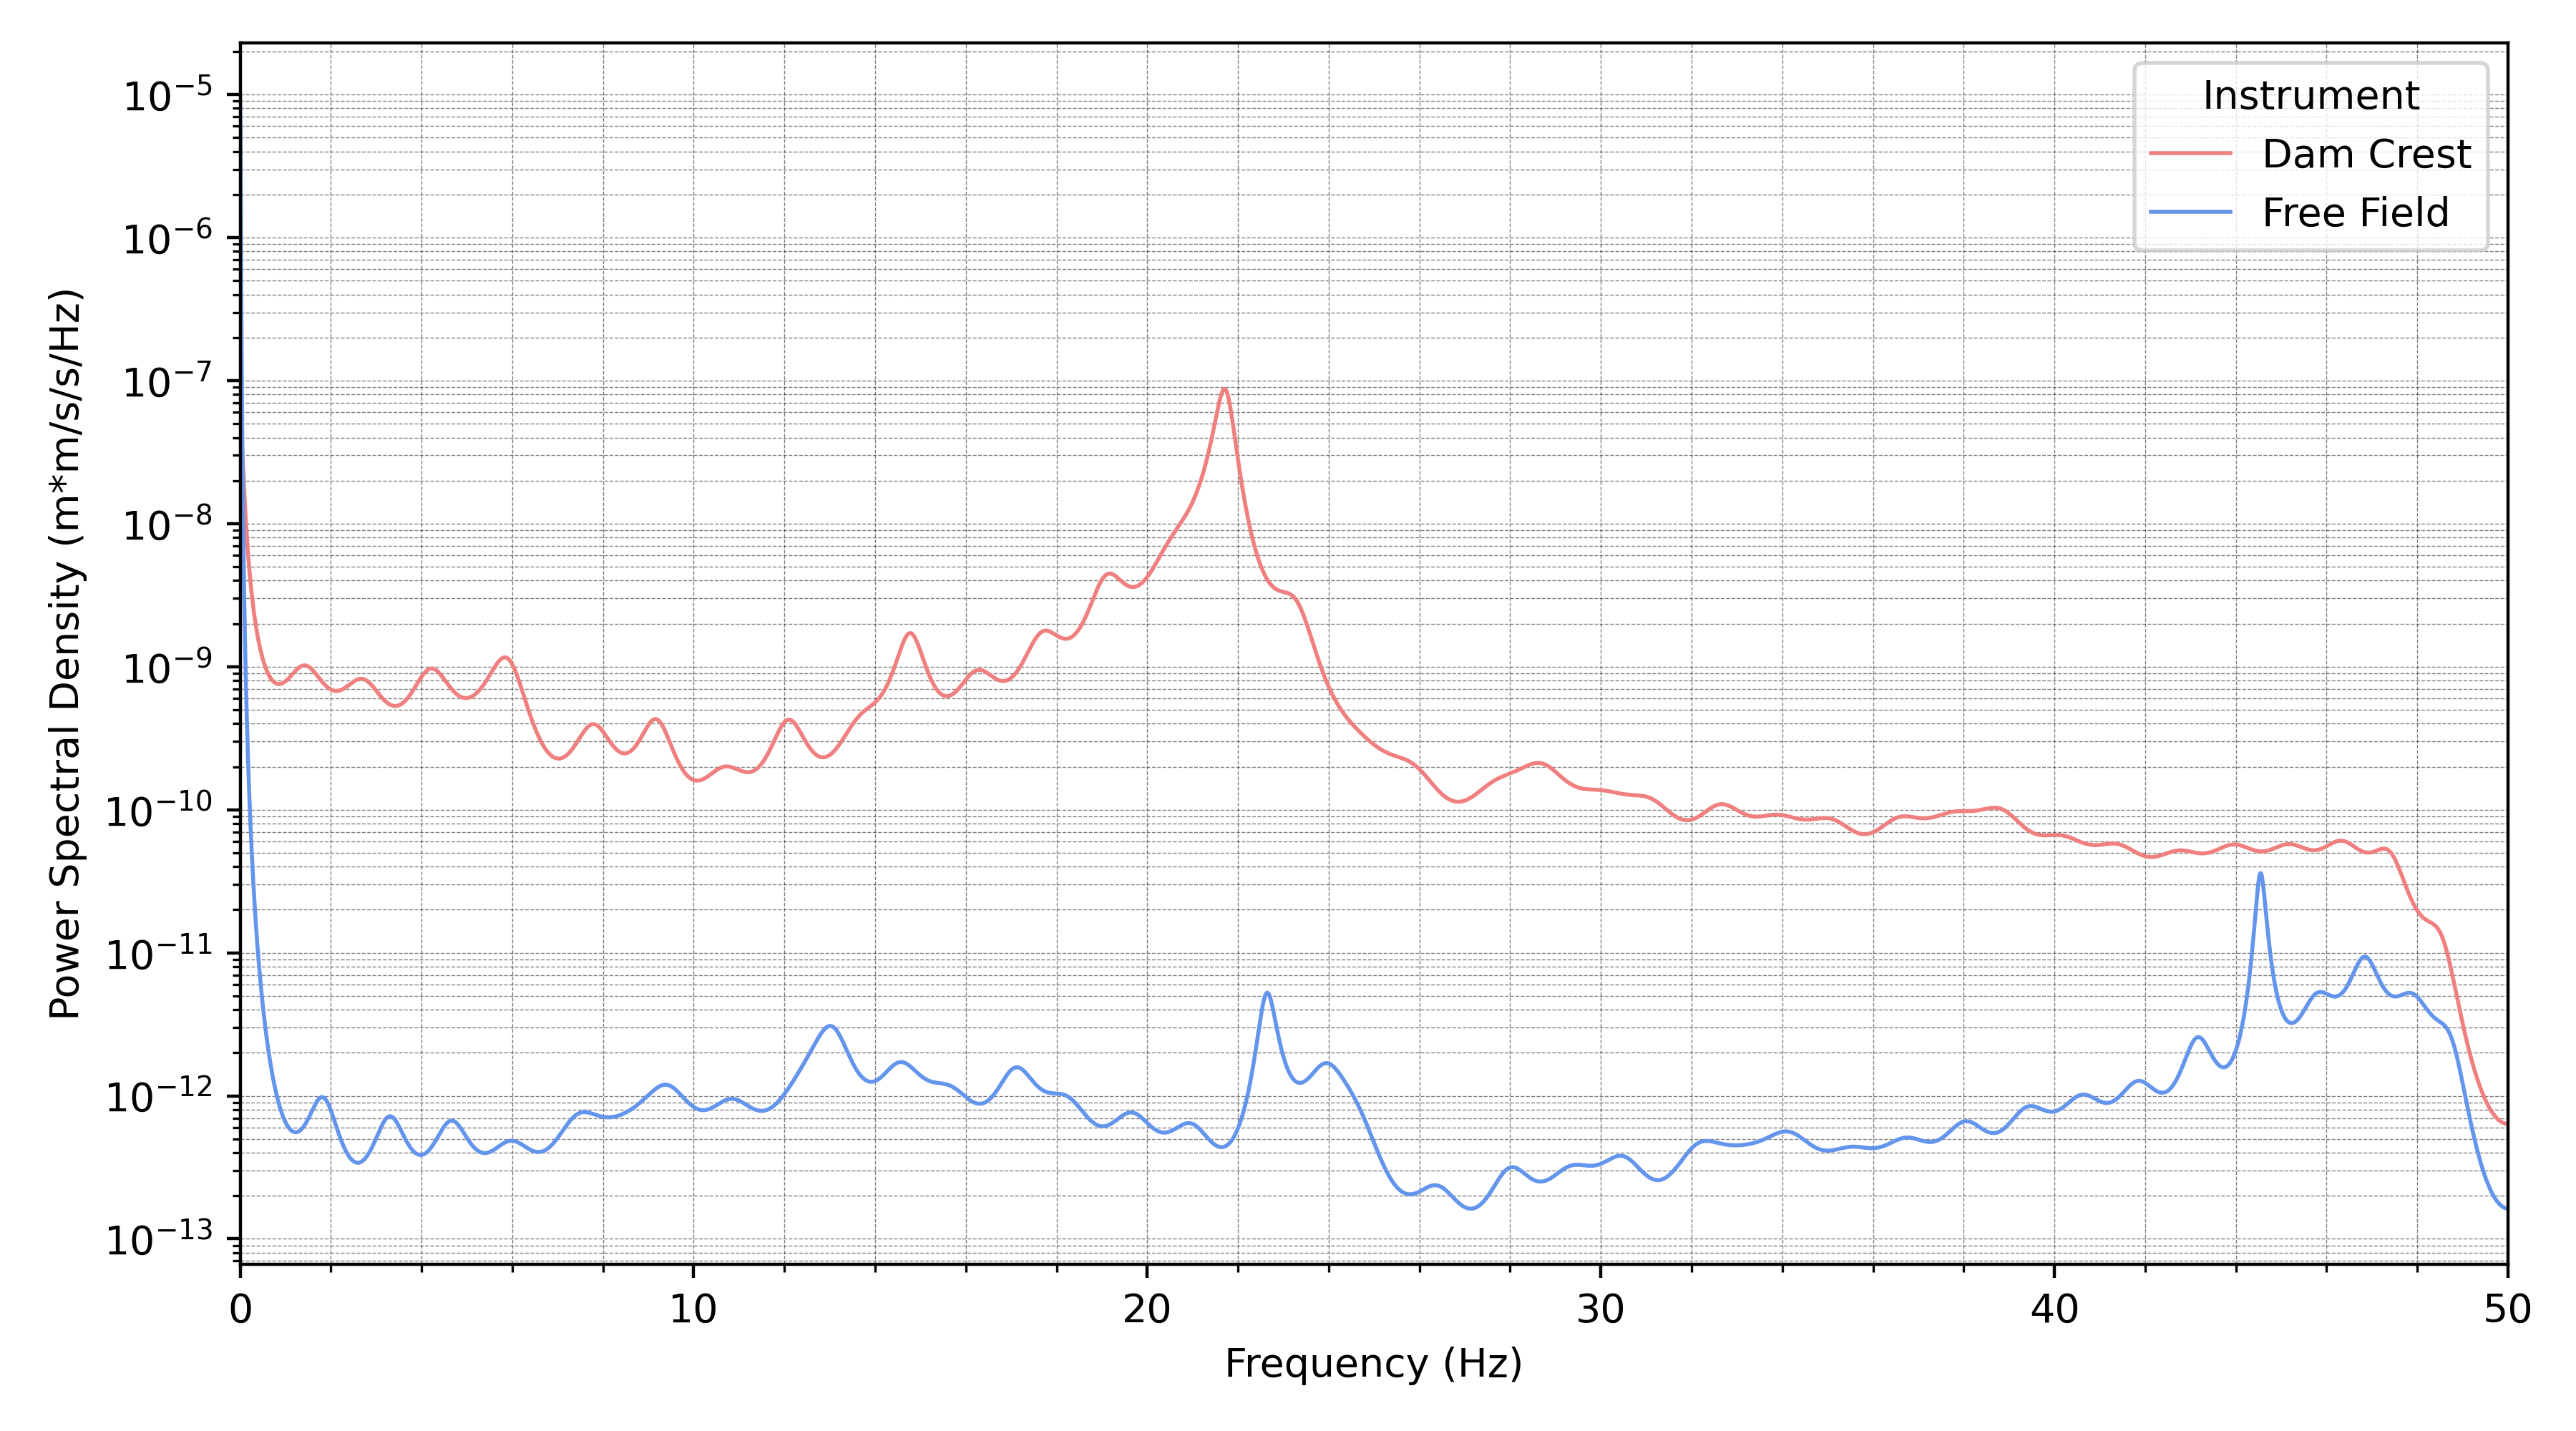 Instrument
Dam Crest
Free Field
Power Spectral Density (m*m/s/s/Hz)
10⁻⁵
10⁻⁶
10⁻⁷
10⁻⁸
10⁻⁹
10⁻¹⁰
10⁻¹¹
10⁻¹²
10⁻¹³
0 10 20 30 40 50
Frequency (Hz)